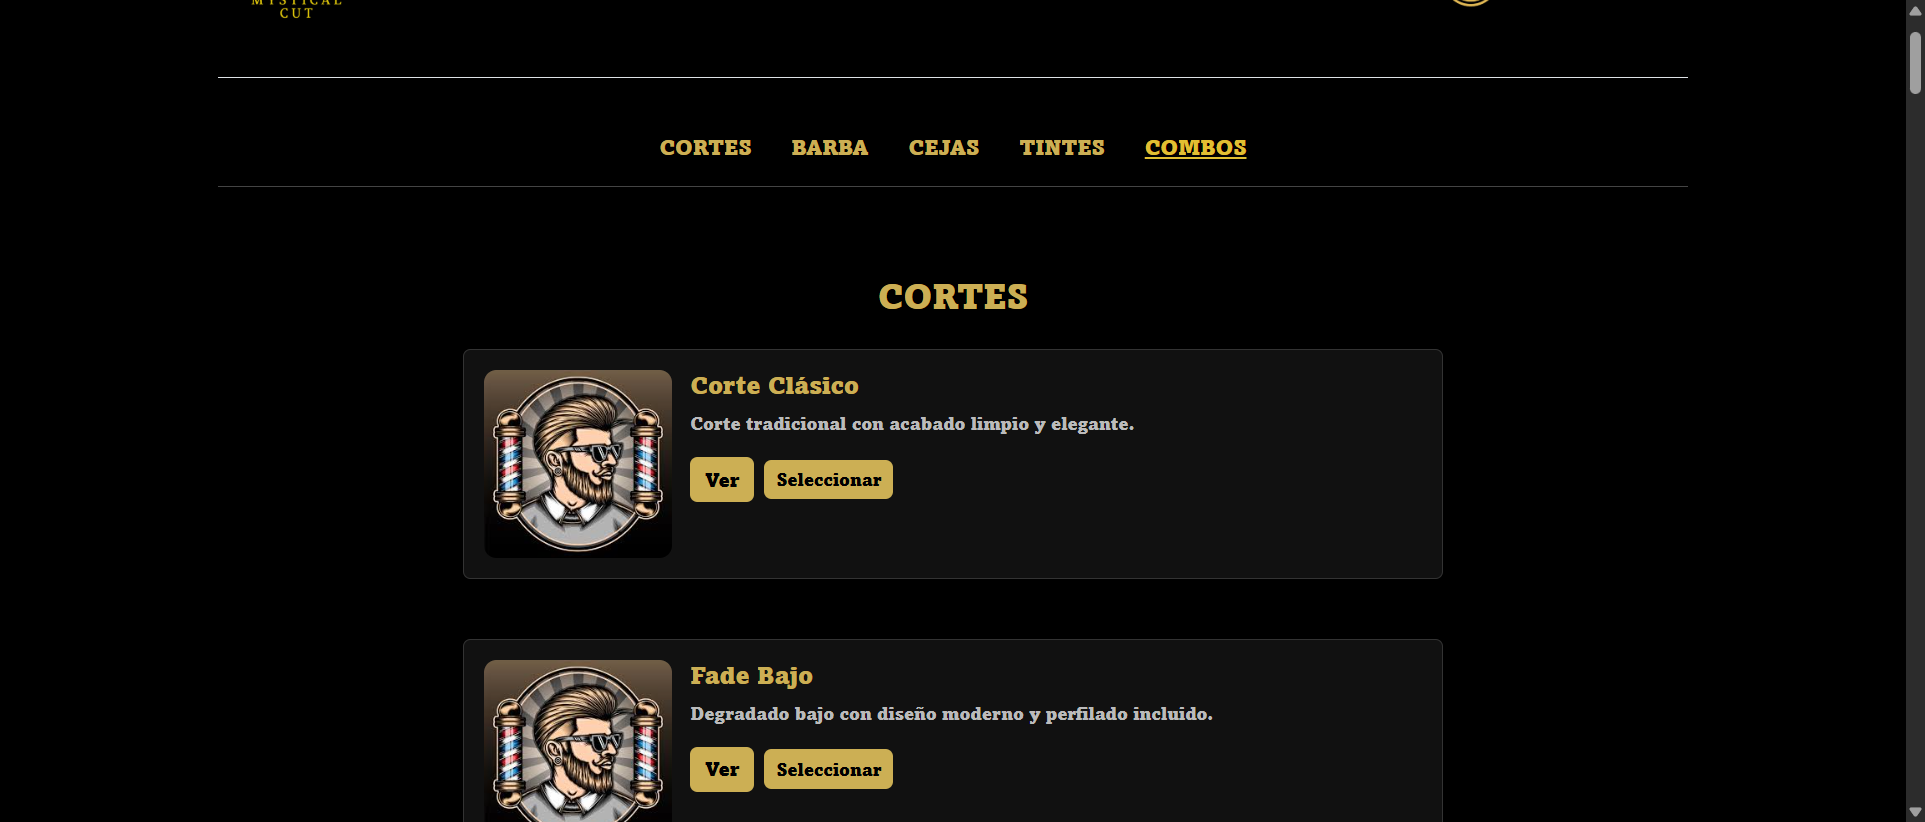 MYSTICAL
CUT
CORTES BARBA CEJAS TINTES COMBOS
CORTES
Corte Clásico
Corte tradicional con acabado limpio y elegante.
Ver Seleccionar
Fade Bajo
Degradado bajo con diseño moderno y perfilado incluido.
Ver Seleccionar